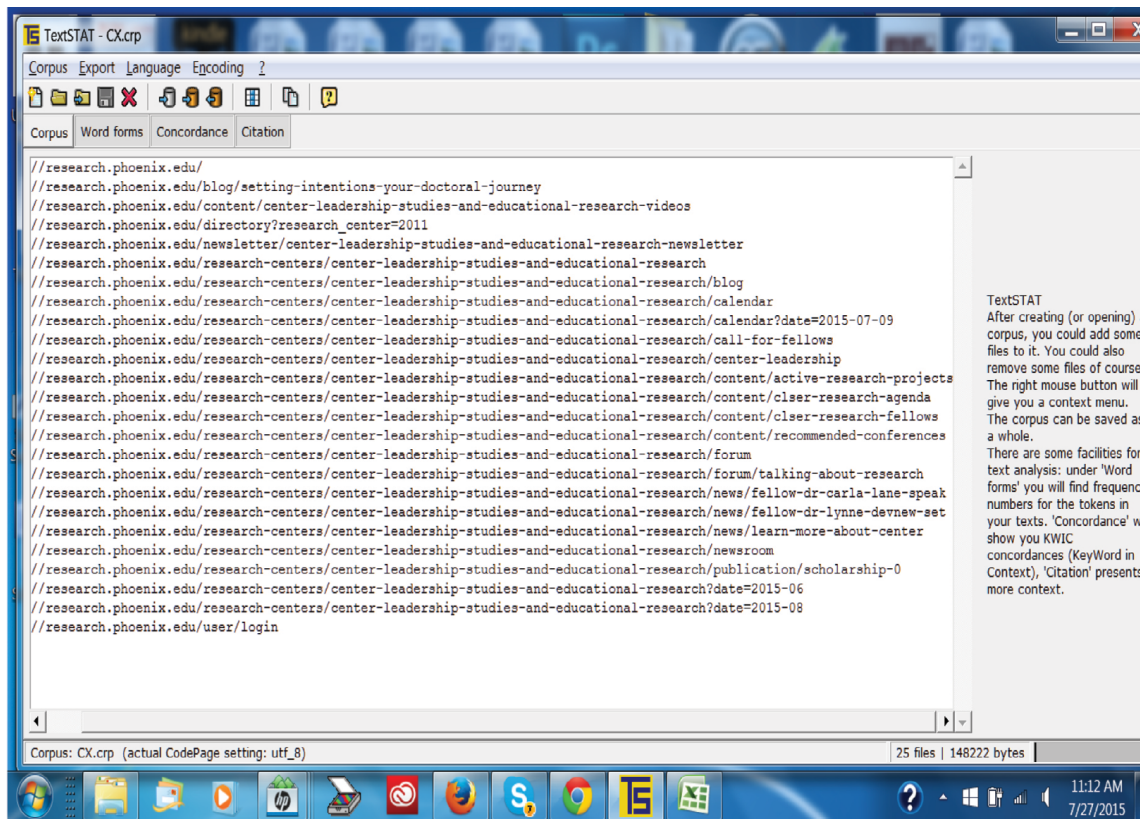 TextSTAT - CX.crp
Corpus Export Language Encoding ?
Corpus Word forms Concordance Citation
//research.phoenix.edu/
//research.phoenix.edu/blog/setting-intentions-your-doctoral-journey
//research.phoenix.edu/content/center-leadership-studies-and-educational-research-videos
//research.phoenix.edu/directory?research_center=2011
//research.phoenix.edu/newsletter/center-leadership-studies-and-educational-research-newsletter
//research.phoenix.edu/research-centers/center-leadership-studies-and-educational-research
//research.phoenix.edu/research-centers/center-leadership-studies-and-educational-research/blog
//research.phoenix.edu/research-centers/center-leadership-studies-and-educational-research/calendar
//research.phoenix.edu/research-centers/center-leadership-studies-and-educational-research/calendar?date=2015-07-09
//research.phoenix.edu/research-centers/center-leadership-studies-and-educational-research/call-for-fellows
//research.phoenix.edu/research-centers/center-leadership-studies-and-educational-research/center-leadership
//research.phoenix.edu/research-centers/center-leadership-studies-and-educational-research/content/active-research-projects
//research.phoenix.edu/research-centers/center-leadership-studies-and-educational-research/content/clser-research-agenda
//research.phoenix.edu/research-centers/center-leadership-studies-and-educational-research/content/clser-research-fellows
//research.phoenix.edu/research-centers/center-leadership-studies-and-educational-research/content/recommended-conferences
//research.phoenix.edu/research-centers/center-leadership-studies-and-educational-research/forum
//research.phoenix.edu/research-centers/center-leadership-studies-and-educational-research/forum/talking-about-research
//research.phoenix.edu/research-centers/center-leadership-studies-and-educational-research/news/fellow-dr-carla-lane-speak
//research.phoenix.edu/research-centers/center-leadership-studies-and-educational-research/news/fellow-dr-lynne-devnew-set
//research.phoenix.edu/research-centers/center-leadership-studies-and-educational-research/news/learn-more-about-center
//research.phoenix.edu/research-centers/center-leadership-studies-and-educational-research/newsroom
//research.phoenix.edu/research-centers/center-leadership-studies-and-educational-research/publication/scholarship-0
//research.phoenix.edu/research-centers/center-leadership-studies-and-educational-research?date=2015-06
//research.phoenix.edu/research-centers/center-leadership-studies-and-educational-research?date=2015-08
//research.phoenix.edu/user/login
TextSTAT
After creating (or opening)
corpus, you could add some
files to it. You could also
remove some files of course
The right mouse button will
give you a context menu.
The corpus can be saved as
a whole.
There are some facilities for
text analysis: under 'Word
forms' you will find frequenc
numbers for the tokens in
your texts. 'Concordance' w
show you KWIC
concordances (KeyWord in
Context), 'Citation' presents
more context.
Corpus: CX.crp (actual CodePage setting: utf_8)
25 files | 148222 bytes
11:12 AM
7/27/2015